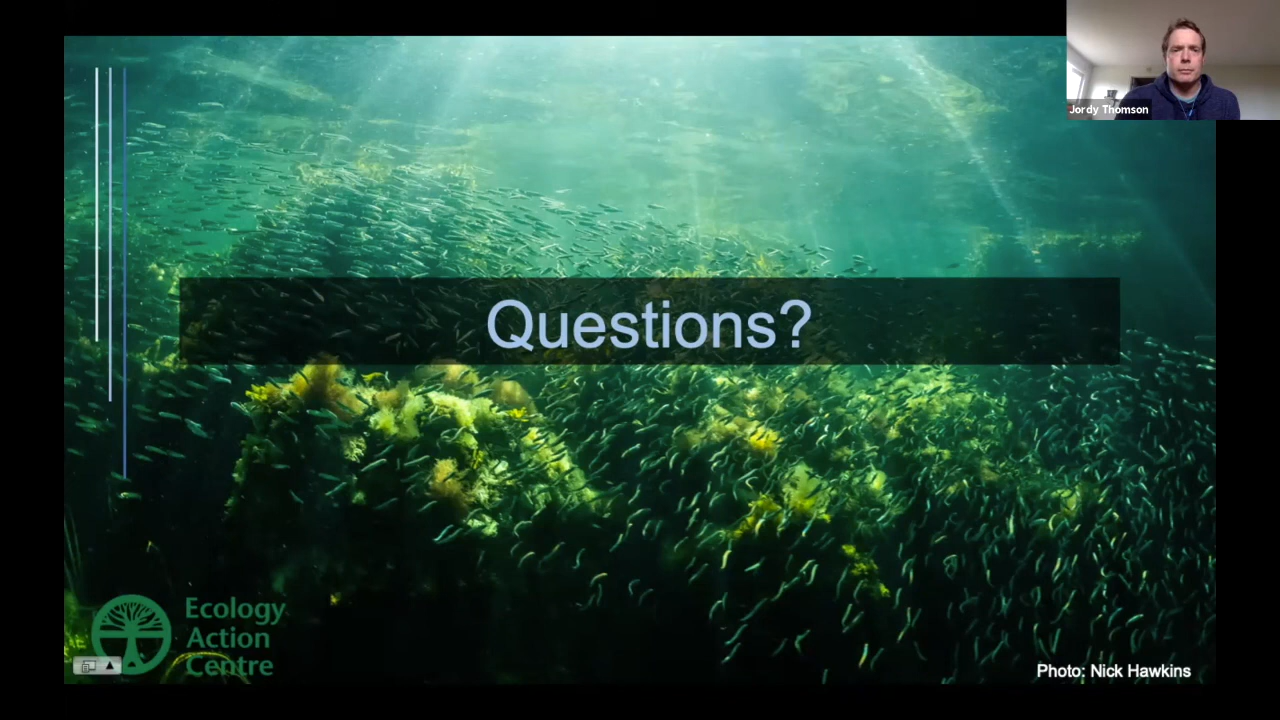 Jordy Thomson
Questions?
Ecology
Action
Centre
Photo: Nick Hawkins